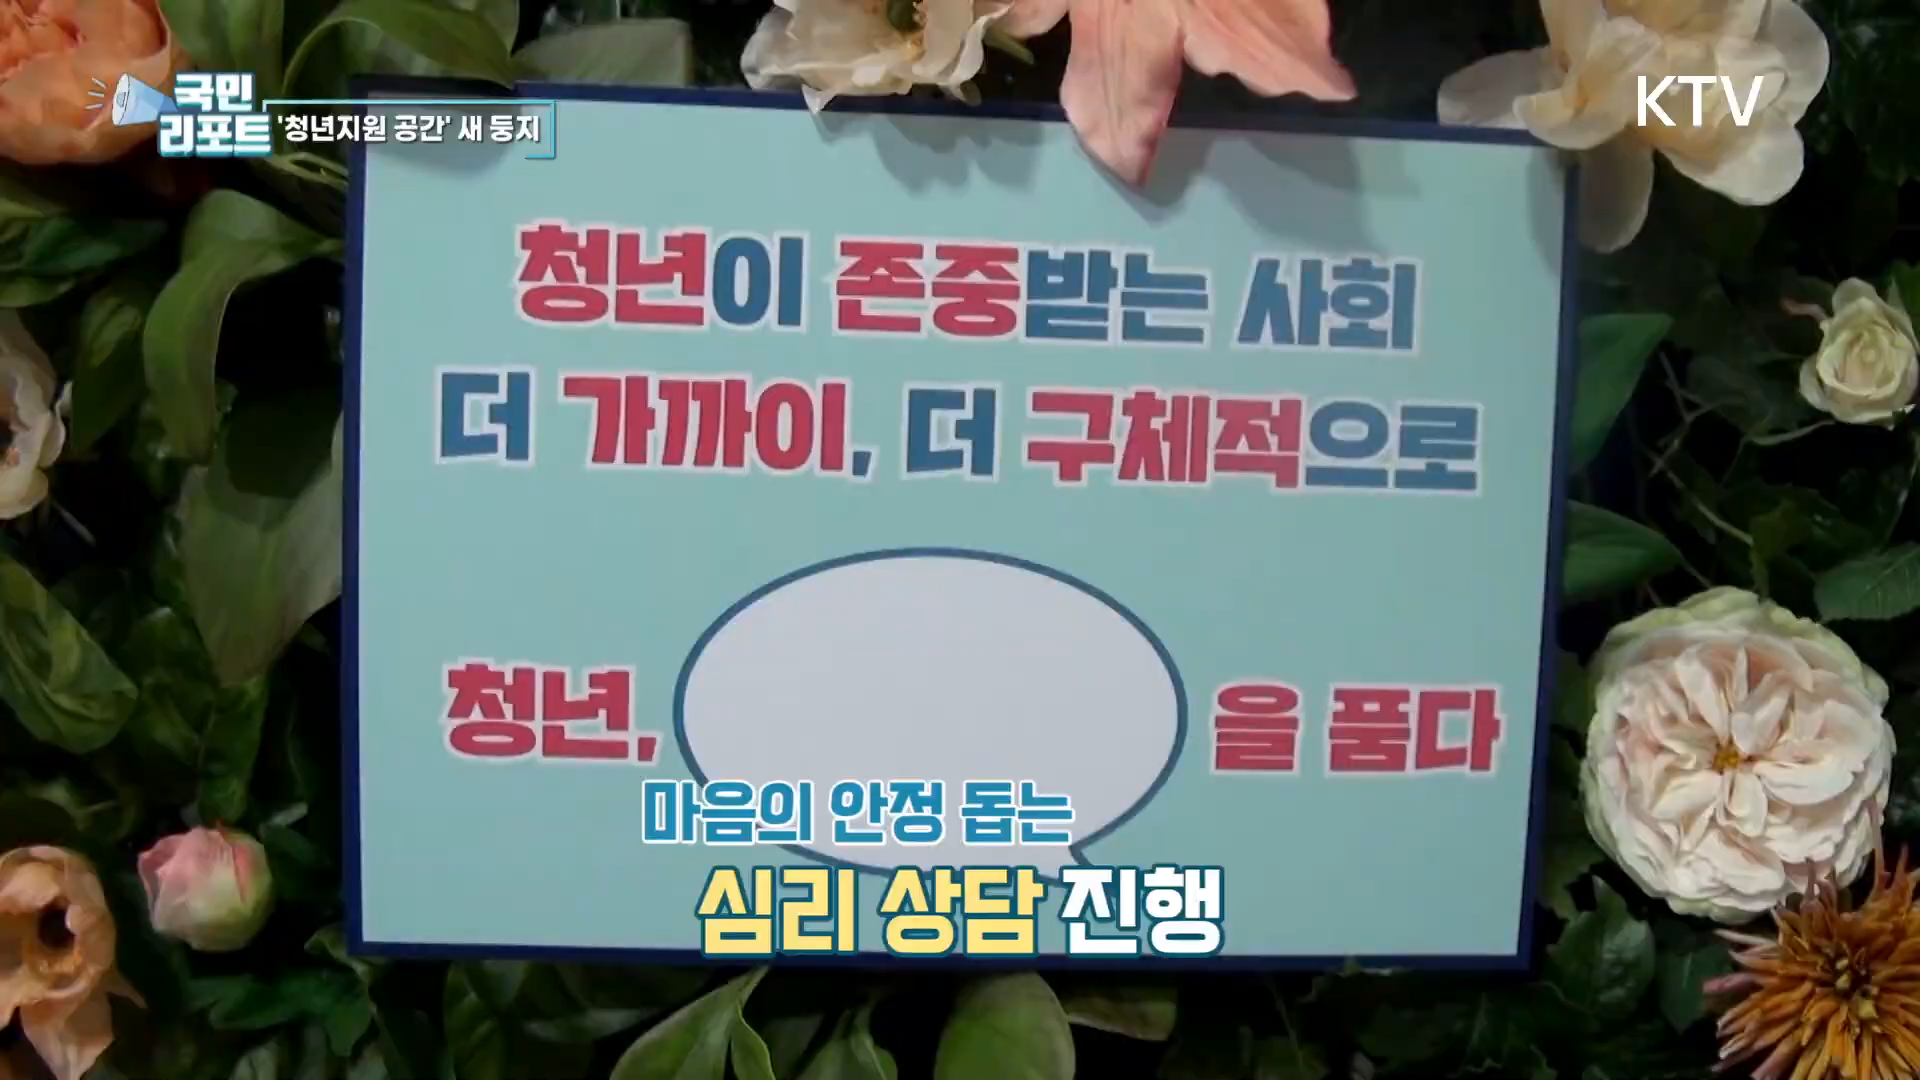 국민
리포트
'청년지원 공간' 새 둥지
KTV
청년이 존중받는 사회
더 가까이, 더 구체적으로
청년, 을 품다
마음의 안정 돕는
심리 상담 진행